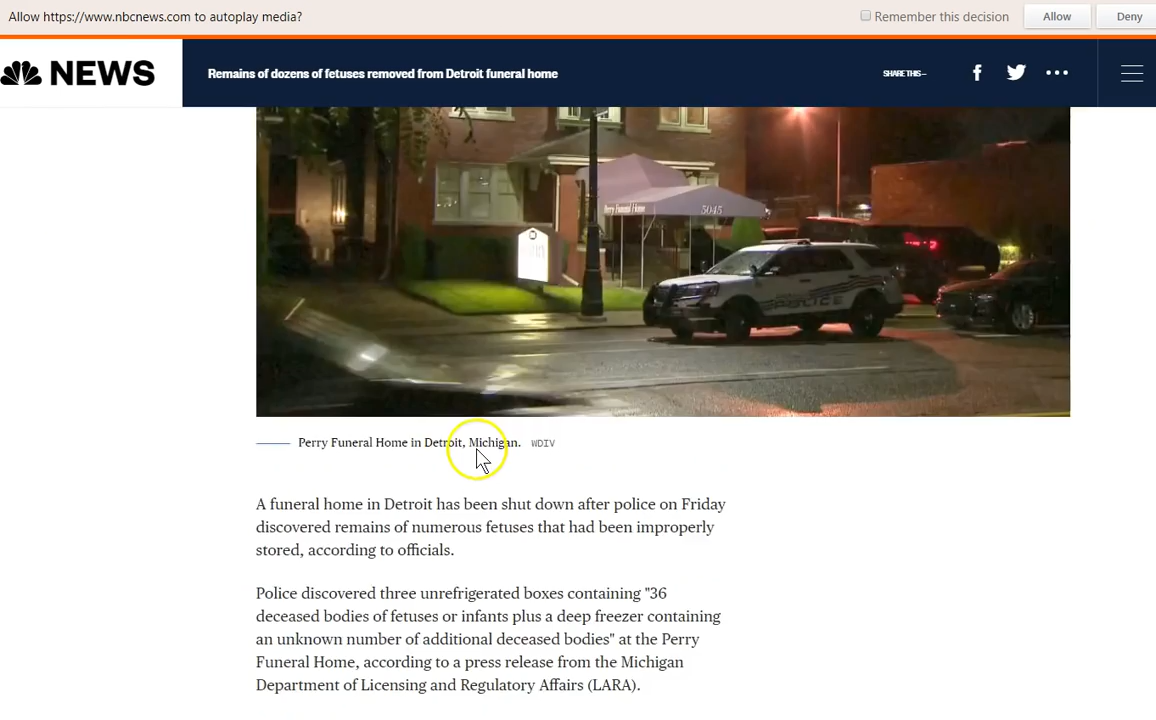 Allow https://www.nbcnews.com to autoplay media?
Remember this decision
Allow
Deny
NEWS
Remains of dozens of fetuses removed from Detroit funeral home
SHARE THIS —
Perry Funeral Home
5045
POLICE
Perry Funeral Home in Detroit, Michigan. WDIV
A funeral home in Detroit has been shut down after police on Friday
discovered remains of numerous fetuses that had been improperly
stored, according to officials.
Police discovered three unrefrigerated boxes containing "36
deceased bodies of fetuses or infants plus a deep freezer containing
an unknown number of additional deceased bodies" at the Perry
Funeral Home, according to a press release from the Michigan
Department of Licensing and Regulatory Affairs (LARA).